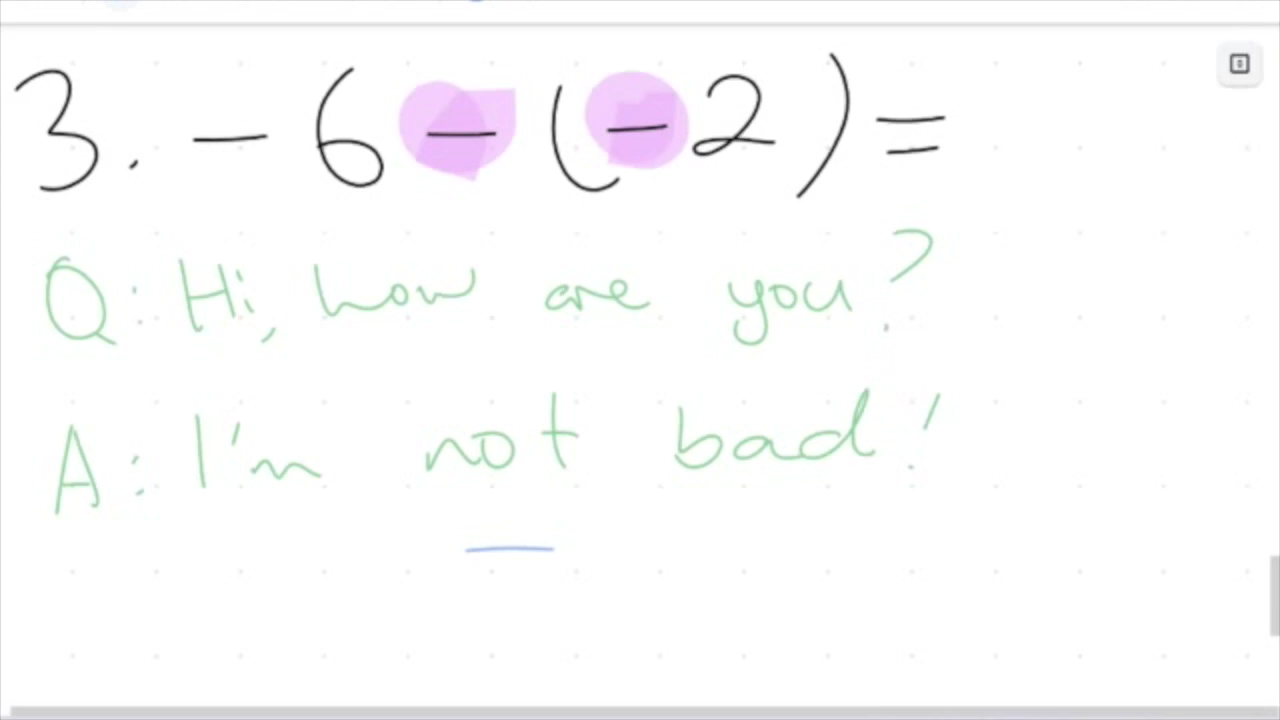 3. - 6 - (-2) =
Q: Hi, how are you?
A: I'm not bad!